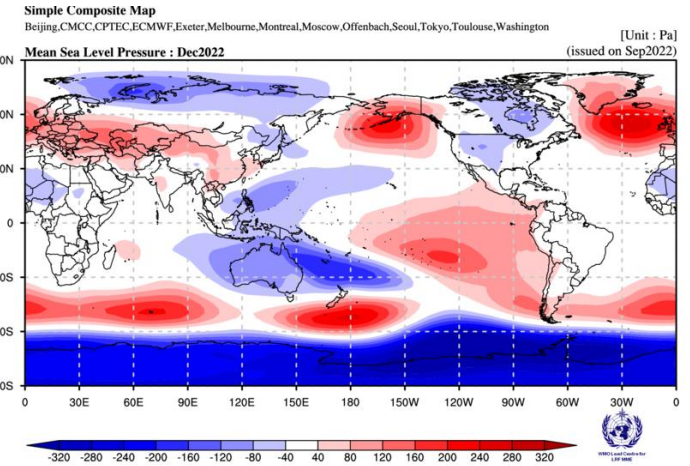 Simple Composite Map
Beijing,CMCC,CPTEC,ECMWF,Exeter,Melbourne,Montreal,Moscow,Offenbach,Seoul,Tokyo,Toulouse,Washington
[Unit : Pa]
Mean Sea Level Pressure : Dec2022
(issued on Sep2022)
0N
0N
0N
0
0S
0S
0S
0 30E 60E 90E 120E 150E 180 150W 120W 90W 60W 30W 0
-320 -280 -240 -200 -160 -120 -80 -40 40 80 120 160 200 240 280 320
WMO Lead Centre for
LRFMME